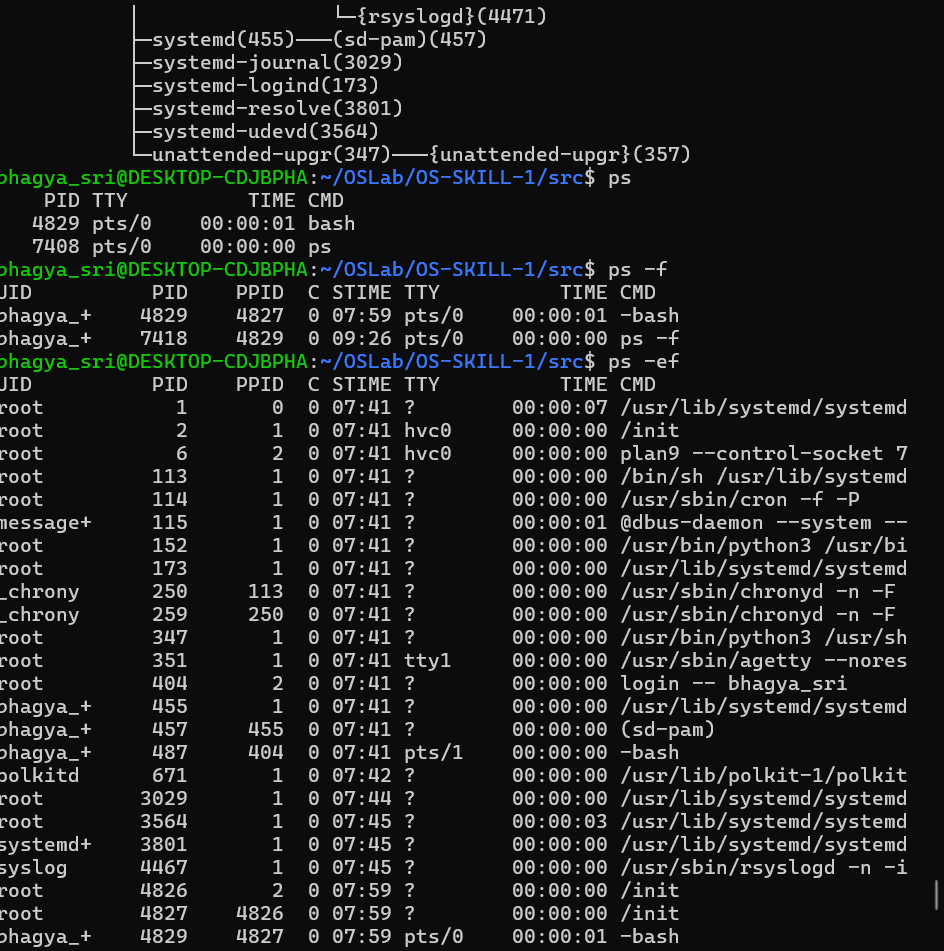 └─{rsyslogd}(4471)
├─systemd(455)───(sd-pam)(457)
├─systemd-journal(3029)
├─systemd-logind(173)
├─systemd-resolve(3801)
├─systemd-udevd(3564)
└─unattended-upgr(347)───{unattended-upgr}(357)
bhagya_sri@DESKTOP-CDJBPHA:~/OSLab/OS-SKILL-1/src$ ps
PID TTY TIME CMD
4829 pts/0 00:00:01 bash
7408 pts/0 00:00:00 ps
bhagya_sri@DESKTOP-CDJBPHA:~/OSLab/OS-SKILL-1/src$ ps -f
UID PID PPID C STIME TTY TIME CMD
bhagya_+ 4829 4827 0 07:59 pts/0 00:00:01 -bash
bhagya_+ 7418 4829 0 09:26 pts/0 00:00:00 ps -f
bhagya_sri@DESKTOP-CDJBPHA:~/OSLab/OS-SKILL-1/src$ ps -ef
UID PID PPID C STIME TTY TIME CMD
root 1 0 0 07:41 ? 00:00:07 /usr/lib/systemd/systemd
root 2 1 0 07:41 hvc0 00:00:00 /init
root 6 2 0 07:41 hvc0 00:00:00 plan9 --control-socket 7
root 113 1 0 07:41 ? 00:00:00 /bin/sh /usr/lib/systemd
root 114 1 0 07:41 ? 00:00:00 /usr/sbin/cron -f -P
message+ 115 1 0 07:41 ? 00:00:01 @dbus-daemon --system --
root 152 1 0 07:41 ? 00:00:00 /usr/bin/python3 /usr/bi
root 173 1 0 07:41 ? 00:00:00 /usr/lib/systemd/systemd
_chrony 250 113 0 07:41 ? 00:00:00 /usr/sbin/chronyd -n -F
_chrony 259 250 0 07:41 ? 00:00:00 /usr/sbin/chronyd -n -F
root 347 1 0 07:41 ? 00:00:00 /usr/bin/python3 /usr/sh
root 351 1 0 07:41 tty1 00:00:00 /usr/sbin/agetty --nores
root 404 2 0 07:41 ? 00:00:00 login -- bhagya_sri
bhagya_+ 455 1 0 07:41 ? 00:00:00 /usr/lib/systemd/systemd
bhagya_+ 457 455 0 07:41 ? 00:00:00 (sd-pam)
bhagya_+ 487 404 0 07:41 pts/1 00:00:00 -bash
polkitd 671 1 0 07:42 ? 00:00:00 /usr/lib/polkit-1/polkit
root 3029 1 0 07:44 ? 00:00:00 /usr/lib/systemd/systemd
root 3564 1 0 07:45 ? 00:00:03 /usr/lib/systemd/systemd
systemd+ 3801 1 0 07:45 ? 00:00:00 /usr/lib/systemd/systemd
syslog 4467 1 0 07:45 ? 00:00:00 /usr/sbin/rsyslogd -n -i
root 4826 2 0 07:59 ? 00:00:00 /init
root 4827 4826 0 07:59 ? 00:00:00 /init
bhagya_+ 4829 4827 0 07:59 pts/0 00:00:01 -bash